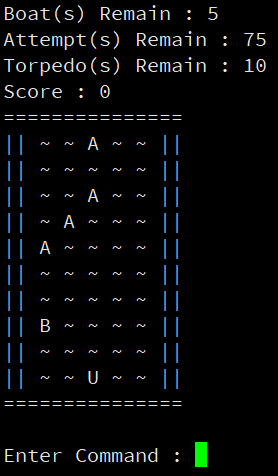 Boat(s) Remain : 5
Attempt(s) Remain : 75
Torpedo(s) Remain : 10
Score : 0
===============
|| ~ ~ A ~ ~ ||
|| ~ ~ ~ ~ ~ ||
|| ~ ~ A ~ ~ ||
|| ~ A ~ ~ ~ ||
|| A ~ ~ ~ ~ ||
|| ~ ~ ~ ~ ~ ||
|| ~ ~ ~ ~ ~ ||
|| B ~ ~ ~ ~ ||
|| ~ ~ ~ ~ ~ ||
|| ~ ~ U ~ ~ ||
===============
Enter Command :